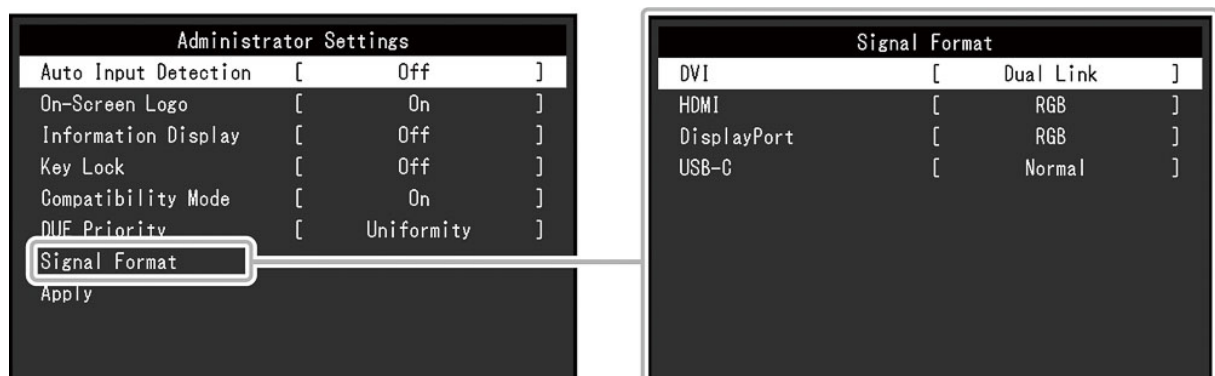 Administrator Settings
Auto Input Detection [ Off ]
On-Screen Logo [ On ]
Information Display [ Off ]
Key Lock [ Off ]
Compatibility Mode [ On ]
DUE Priority [ Uniformity ]
Signal Format
Apply
Signal Format
DVI [ Dual Link ]
HDMI [ RGB ]
DisplayPort [ RGB ]
USB-C [ Normal ]